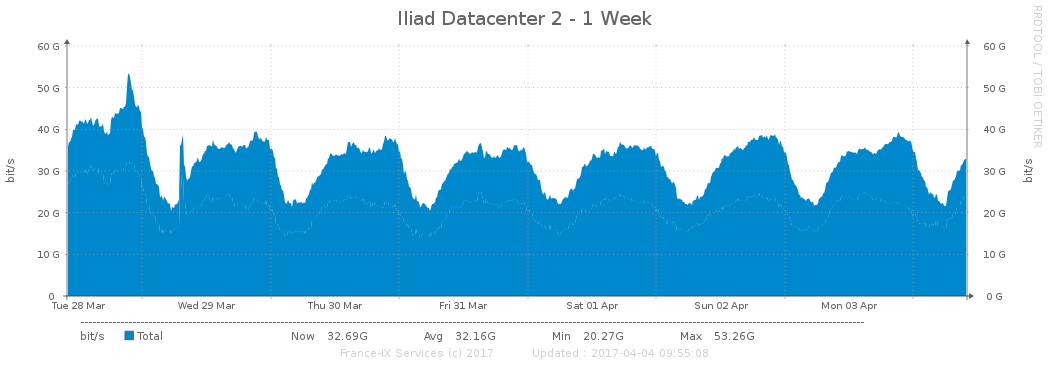 Iliad Datacenter 2 - 1 Week
RRDTOOL / TOBI OETIKER
bit/s
60 G 60 G
50 G 50 G
40 G 40 G
30 G 30 G
20 G 20 G
10 G 10 G
0 0 G
bit/s
Tue 28 Mar Wed 29 Mar Thu 30 Mar Fri 31 Mar Sat 01 Apr Sun 02 Apr Mon 03 Apr
bit/s Total Now 32.69G Avg 32.16G Min 20.27G Max 53.26G
France-IX Services (c) 2017 Updated : 2017-04-04 09:55:08